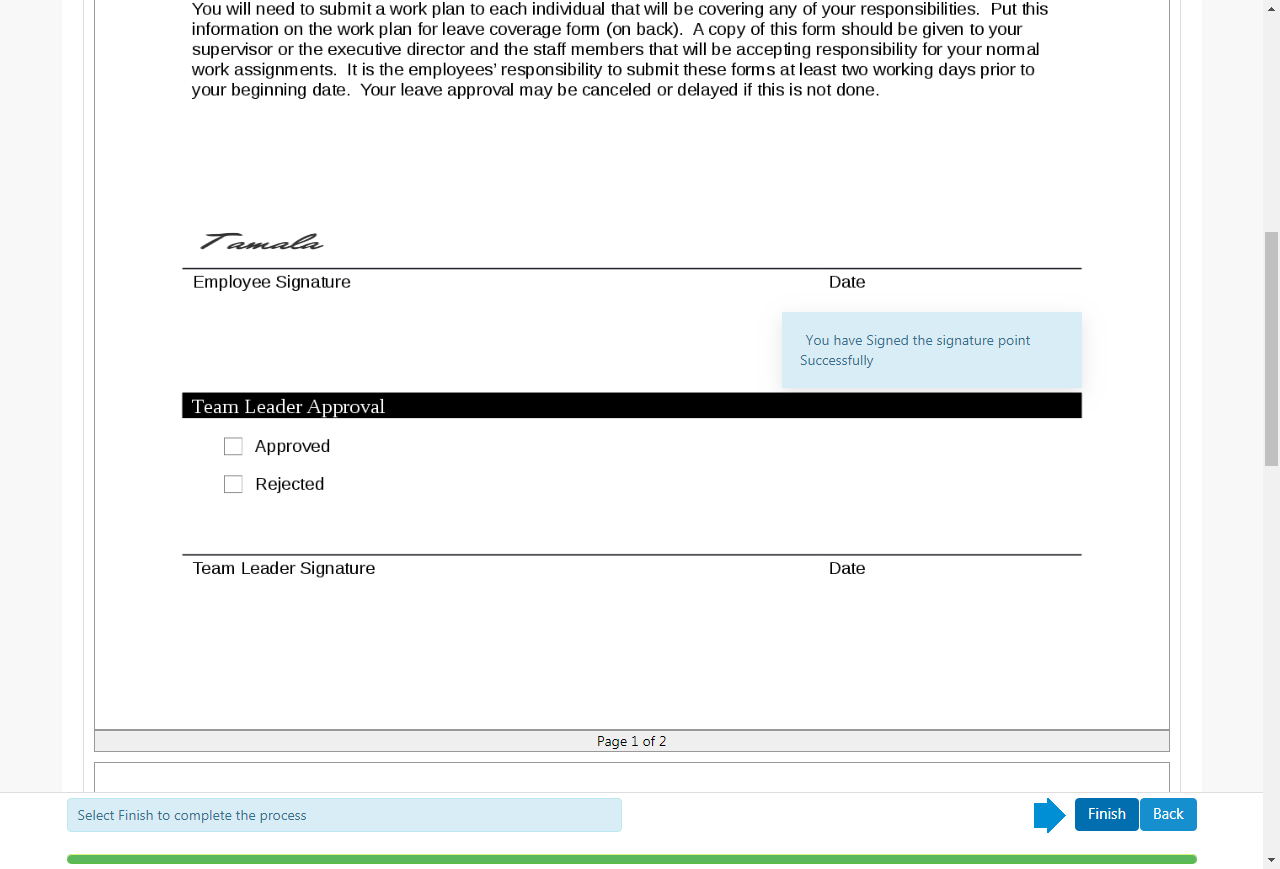 You will need to submit a work plan to each individual that will be covering any of your responsibilities.  Put this
information on the work plan for leave coverage form (on back).  A copy of this form should be given to your
supervisor or the executive director and the staff members that will be accepting responsibility for your normal
work assignments.  It is the employees’ responsibility to submit these forms at least two working days prior to
your beginning date.  Your leave approval may be canceled or delayed if this is not done.
Tamala
Employee Signature Date
You have Signed the signature point
Successfully
Team Leader Approval
Approved
Rejected
Team Leader Signature Date
Page 1 of 2
Select Finish to complete the process Finish Back